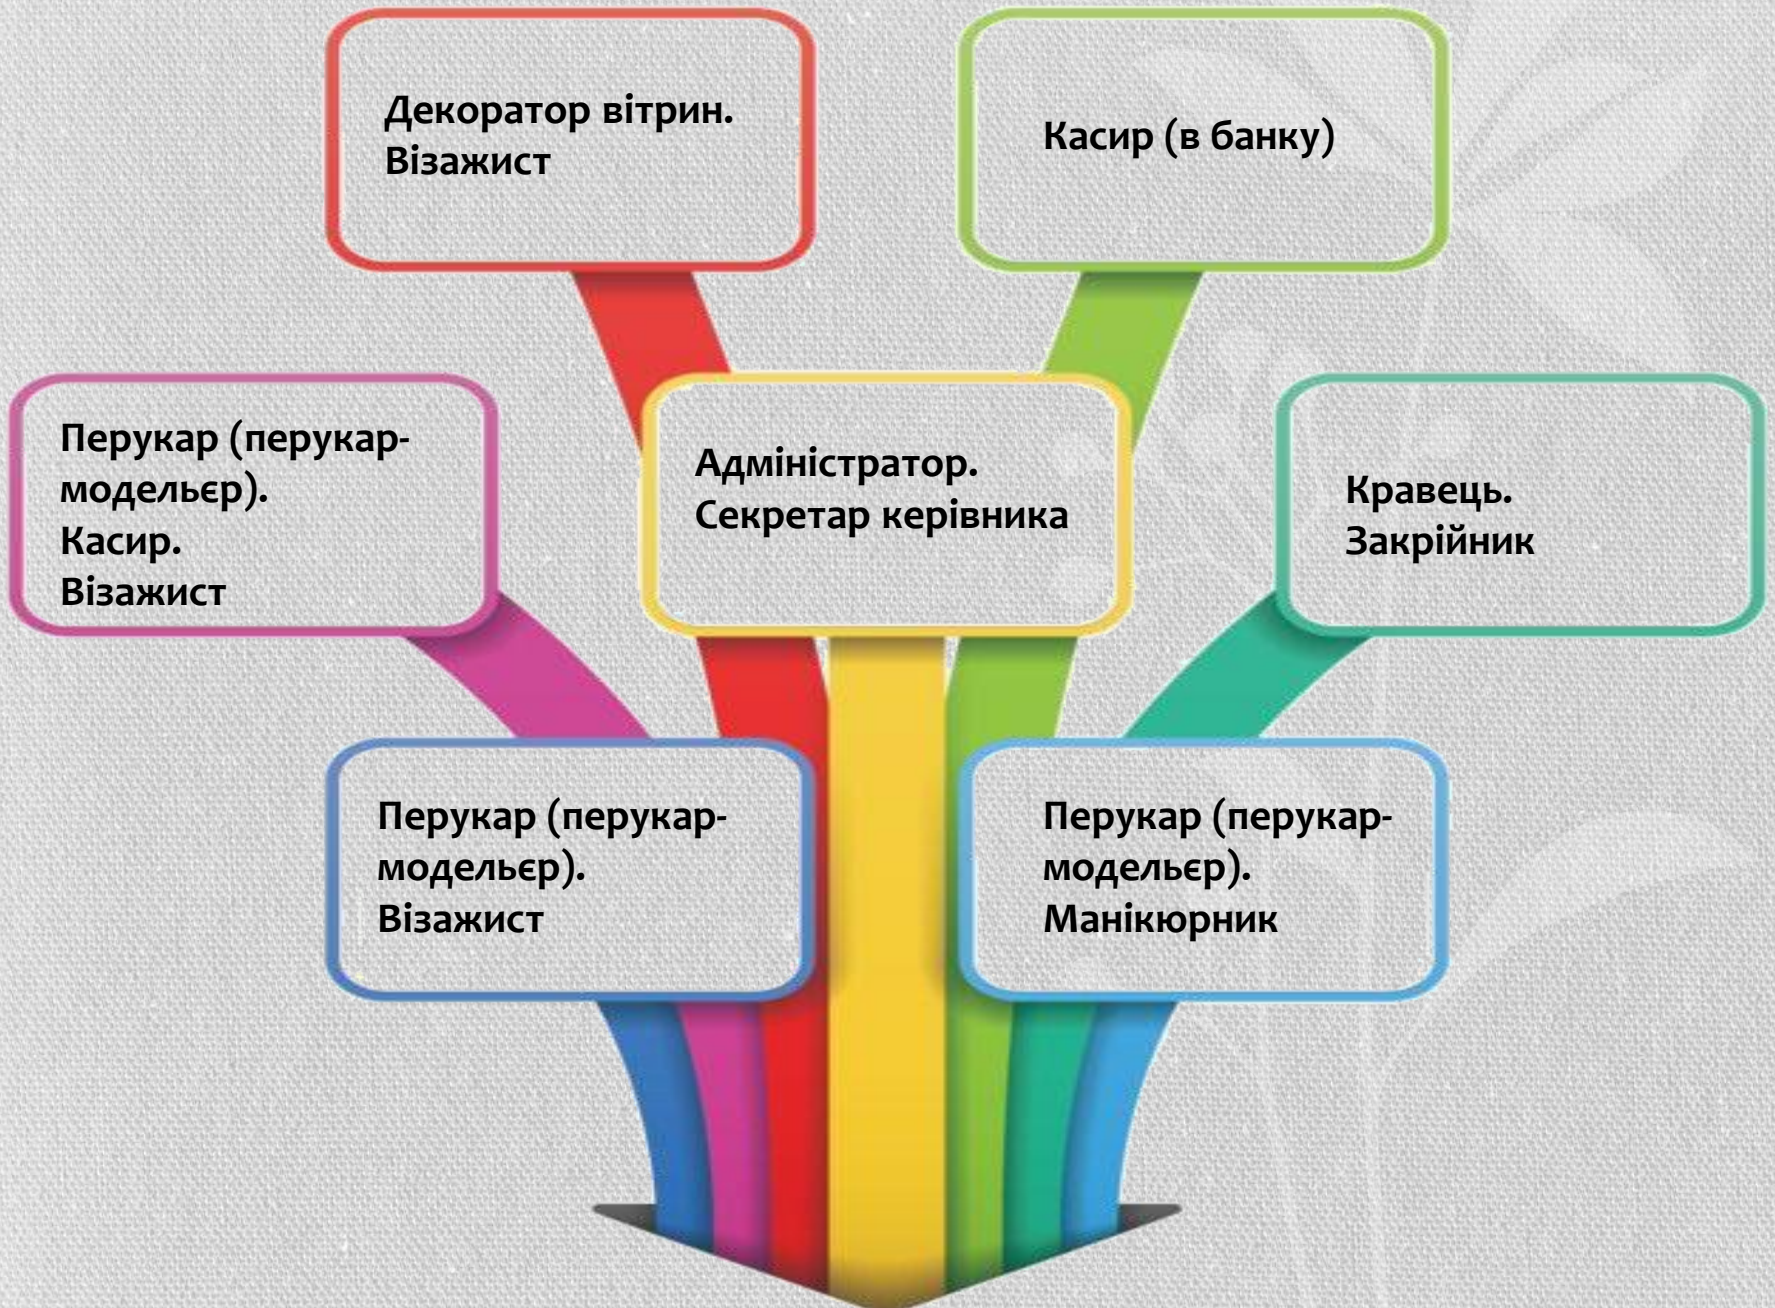 Декоратор вітрин.
Візажист
Касир (в банку)
Перукар (перукар-
модельєр).
Касир.
Візажист
Адміністратор.
Секретар керівника
Кравець.
Закрійник
Перукар (перукар-
модельєр).
Візажист
Перукар (перукар-
модельєр).
Манікюрник